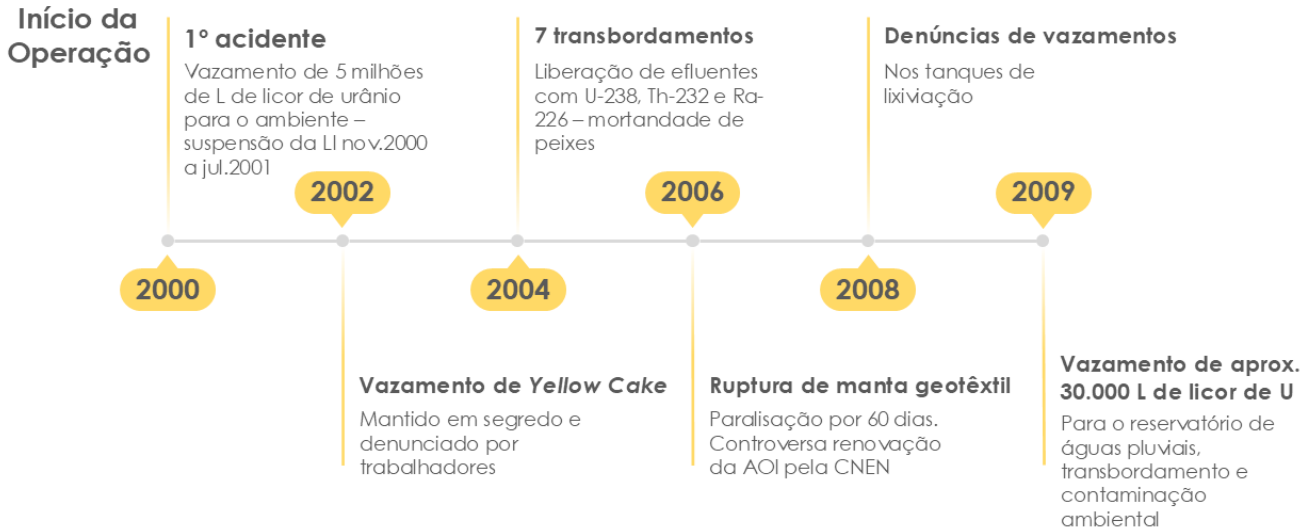 Início da
Operação
1º acidente
Vazamento de 5 milhões
de L de licor de urânio
para o ambiente –
suspensão da LI nov.2000
a jul.2001
2000
2002
Vazamento de Yellow Cake
Mantido em segredo e
denunciado por
trabalhadores
7 transbordamentos
Liberação de efluentes
com U-238, Th-232 e Ra-
226 – mortandade de
peixes
2004
2006
Ruptura de manta geotêxtil
Paralisação por 60 dias.
Controversa renovação
da AOI pela CNEN
Denúncias de vazamentos
Nos tanques de
lixiviação
2008
2009
Vazamento de aprox.
30.000 L de licor de U
Para o reservatório de
águas pluviais,
transbordamento e
contaminação
ambiental